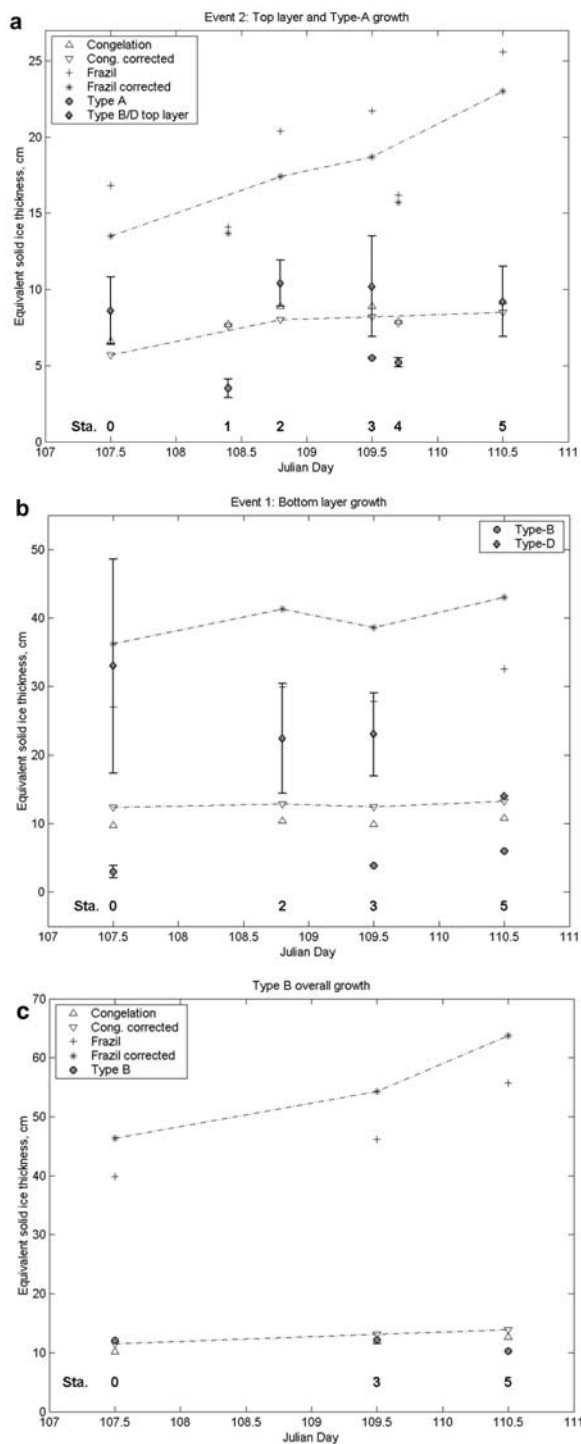 a
Event 2: Top layer and Type-A growth
Congelation
Cong. corrected
Frazil
Frazil corrected
Type A
Type B/D top layer
Equivalent solid ice thickness, cm
25
20
15
10
5
0
Sta. 0 1 2 3 4 5
107 107.5 108 108.5 109 109.5 110 110.5 111
Julian Day
b
Event 1: Bottom layer growth
Type-B
Type-D
Equivalent solid ice thickness, cm
50
40
30
20
10
0
Sta. 0 2 3 5
107 107.5 108 108.5 109 109.5 110 110.5 111
Julian Day
c
Type B overall growth
Congelation
Cong. corrected
Frazil
Frazil corrected
Type B
Equivalent solid ice thickness, cm
70
60
50
40
30
20
10
0
Sta. 0 3 5
107 107.5 108 108.5 109 109.5 110 110.5 111
Julian Day